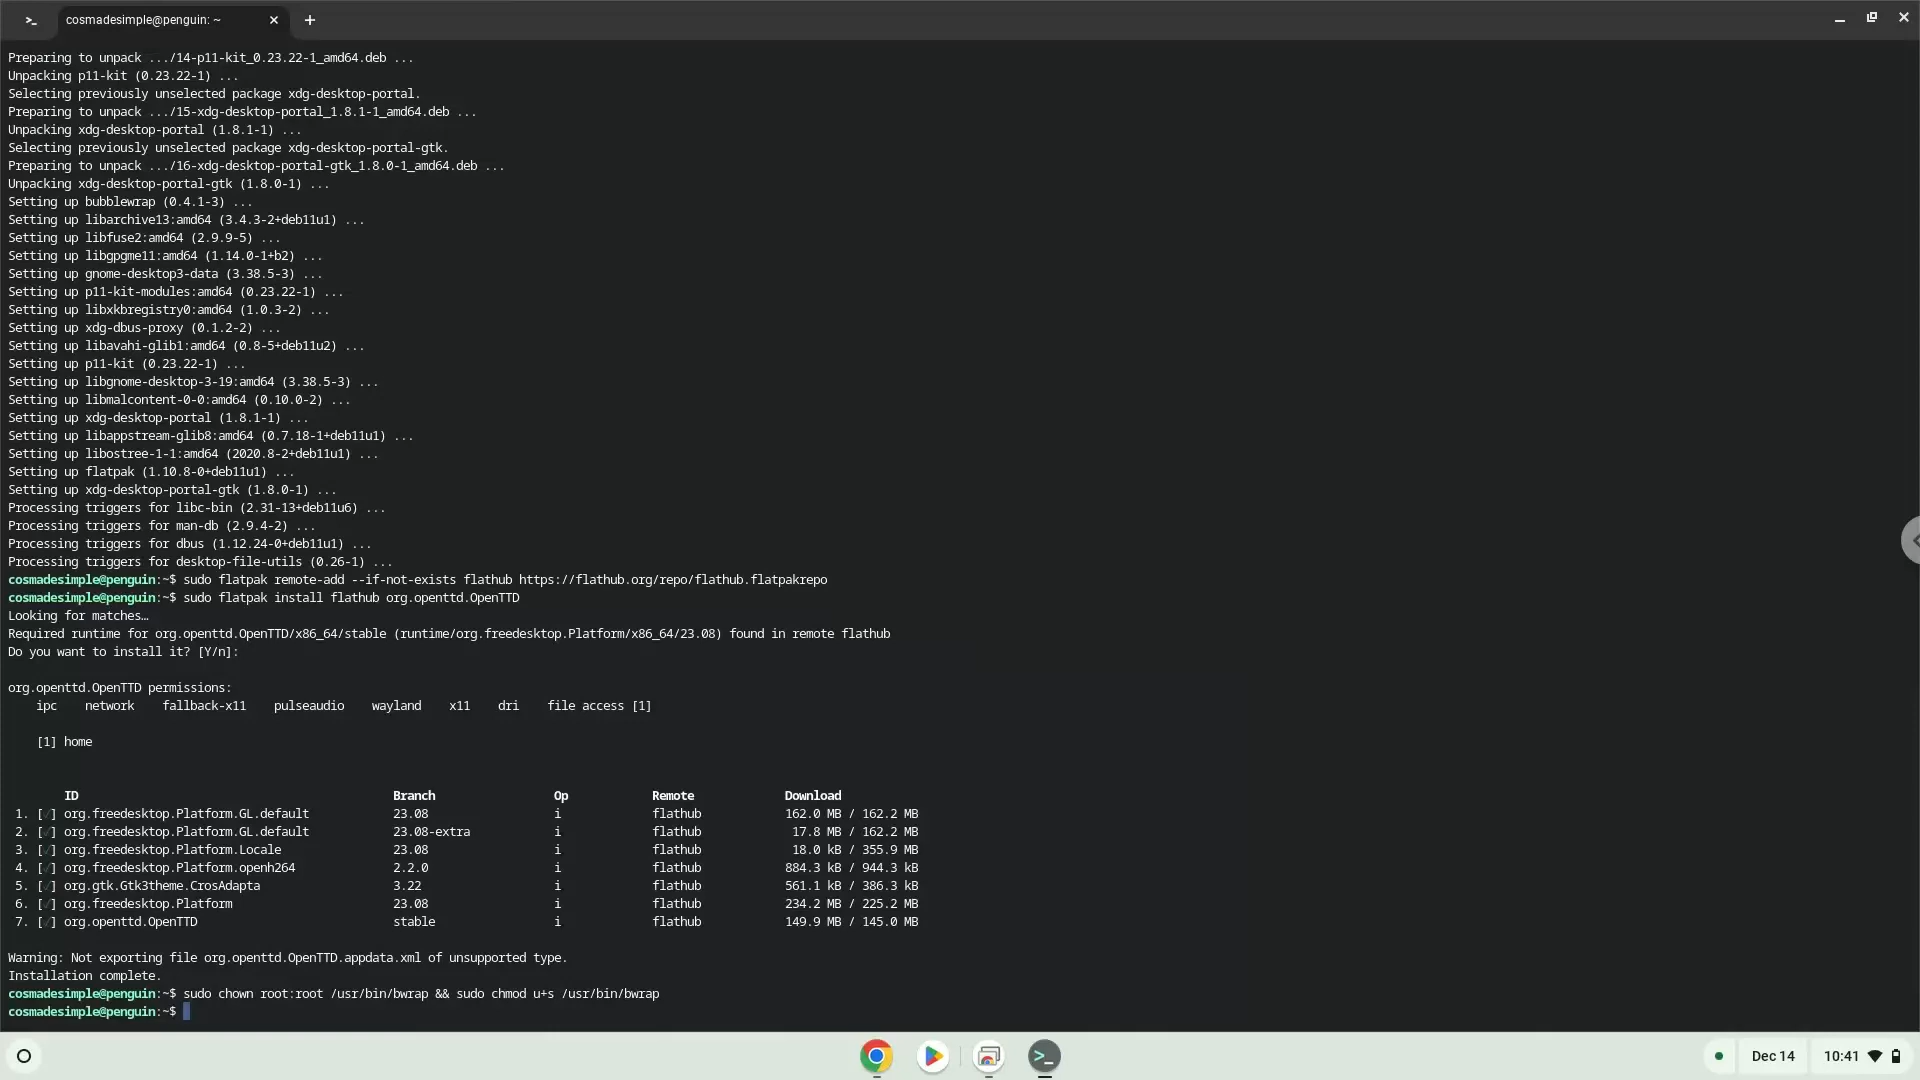 cosmadesimple@penguin: ~
Preparing to unpack .../14-p11-kit_0.23.22-1_amd64.deb ...
Unpacking p11-kit (0.23.22-1) ...
Selecting previously unselected package xdg-desktop-portal.
Preparing to unpack .../15-xdg-desktop-portal_1.8.1-1_amd64.deb ...
Unpacking xdg-desktop-portal (1.8.1-1) ...
Selecting previously unselected package xdg-desktop-portal-gtk.
Preparing to unpack .../16-xdg-desktop-portal-gtk_1.8.0-1_amd64.deb ...
Unpacking xdg-desktop-portal-gtk (1.8.0-1) ...
Setting up bubblewrap (0.4.1-3) ...
Setting up libarchive13:amd64 (3.4.3-2+deb11u1) ...
Setting up libfuse2:amd64 (2.9.9-5) ...
Setting up libgpgme11:amd64 (1.14.0-1+b2) ...
Setting up gnome-desktop3-data (3.38.5-3) ...
Setting up p11-kit-modules:amd64 (0.23.22-1) ...
Setting up libxkbregistry0:amd64 (1.0.3-2) ...
Setting up xdg-dbus-proxy (0.1.2-2) ...
Setting up libavahi-glib1:amd64 (0.8-5+deb11u2) ...
Setting up p11-kit (0.23.22-1) ...
Setting up libgnome-desktop-3-19:amd64 (3.38.5-3) ...
Setting up libmalcontent-0-0:amd64 (0.10.0-2) ...
Setting up xdg-desktop-portal (1.8.1-1) ...
Setting up libappstream-glib8:amd64 (0.7.18-1+deb11u1) ...
Setting up libostree-1-1:amd64 (2020.8-2+deb11u1) ...
Setting up flatpak (1.10.8-0+deb11u1) ...
Setting up xdg-desktop-portal-gtk (1.8.0-1) ...
Processing triggers for libc-bin (2.31-13+deb11u6) ...
Processing triggers for man-db (2.9.4-2) ...
Processing triggers for dbus (1.12.24-0+deb11u1) ...
Processing triggers for desktop-file-utils (0.26-1) ...
cosmadesimple@penguin:~$ sudo flatpak remote-add --if-not-exists flathub https://flathub.org/repo/flathub.flatpakrepo
cosmadesimple@penguin:~$ sudo flatpak install flathub org.openttd.OpenTTD
Looking for matches…
Required runtime for org.openttd.OpenTTD/x86_64/stable (runtime/org.freedesktop.Platform/x86_64/23.08) found in remote flathub
Do you want to install it? [Y/n]:
org.openttd.OpenTTD permissions:
ipc network fallback-x11 pulseaudio wayland x11 dri file access [1]
[1] home
ID Branch Op Remote Download
1. [✓] org.freedesktop.Platform.GL.default 23.08 i flathub 162.0 MB / 162.2 MB
2. [✓] org.freedesktop.Platform.GL.default 23.08-extra i flathub 17.8 MB / 162.2 MB
3. [✓] org.freedesktop.Platform.Locale 23.08 i flathub 18.0 kB / 355.9 MB
4. [✓] org.freedesktop.Platform.openh264 2.2.0 i flathub 884.3 kB / 944.3 kB
5. [✓] org.gtk.Gtk3theme.CrosAdapta 3.22 i flathub 561.1 kB / 386.3 kB
6. [✓] org.freedesktop.Platform 23.08 i flathub 234.2 MB / 225.2 MB
7. [✓] org.openttd.OpenTTD stable i flathub 149.9 MB / 145.0 MB
Warning: Not exporting file org.openttd.OpenTTD.appdata.xml of unsupported type.
Installation complete.
cosmadesimple@penguin:~$ sudo chown root:root /usr/bin/bwrap && sudo chmod u+s /usr/bin/bwrap
cosmadesimple@penguin:~$
Dec 14 10:41